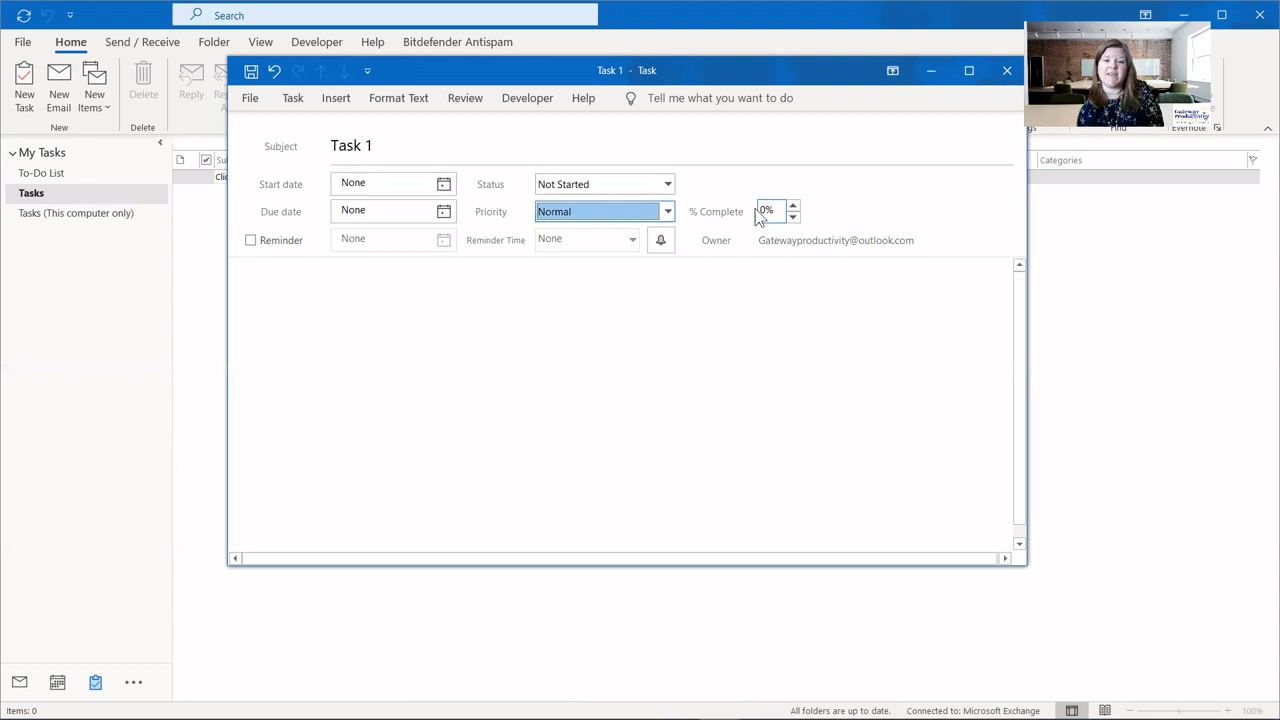 Search
File Home Send / Receive Folder View Developer Help Bitdefender Antispam
New Task
New Email
New Items
Delete
Reply
New
Delete
Find
Evernote
Gateway Productivity
Task 1 - Task
File Task Insert Format Text Review Developer Help Tell me what you want to do
Subject Task 1
Start date None Status Not Started
Due date None Priority Normal % Complete 0%
Reminder None Reminder Time None Owner Gatewayproductivity@outlook.com
My Tasks
To-Do List
Tasks
Tasks (This computer only)
Categories
Items: 0 All folders are up to date. Connected to: Microsoft Exchange 100%